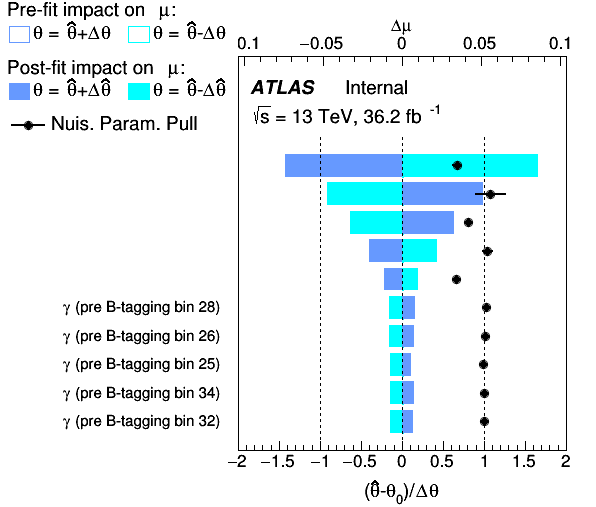 Pre-fit impact on μ:
θ = θ̂+Δθ θ = θ̂-Δθ
Post-fit impact on μ:
θ = θ̂+Δθ̂ θ = θ̂-Δθ̂
Nuis. Param. Pull
Δμ
0.1 −0.05 0 0.05 0.1
ATLAS Internal
√s = 13 TeV, 36.2 fb⁻¹
γ (pre B-tagging bin 28)
γ (pre B-tagging bin 26)
γ (pre B-tagging bin 25)
γ (pre B-tagging bin 34)
γ (pre B-tagging bin 32)
−2 −1.5 −1 −0.5 0 0.5 1 1.5 2
(θ̂-θ₀)/Δθ